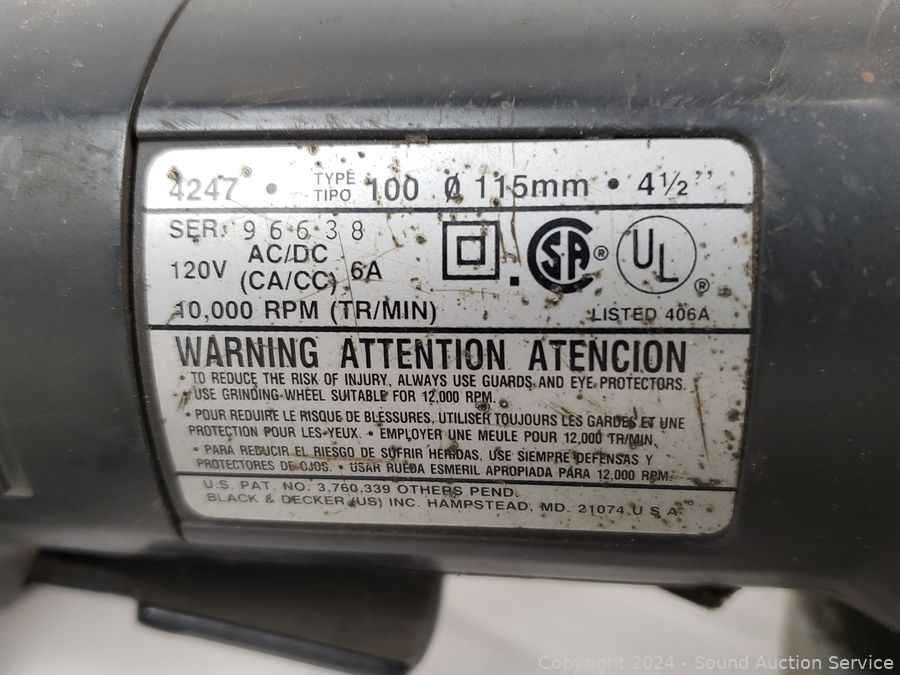 4247 • TYPE TIPO 100 Ø 115mm • 4½"
SER. 96638
120V AC/DC (CA/CC) 6A
SA ®
UL ®
10,000 RPM (TR/MIN)
LISTED 406A
WARNING ATTENTION ATENCION
• TO REDUCE THE RISK OF INJURY, ALWAYS USE GUARDS AND EYE PROTECTORS.
• USE GRINDING WHEEL SUITABLE FOR 12,000 RPM.
• POUR REDUIRE LE RISQUE DE BLESSURES, UTILISER TOUJOURS LES GARDES ET UNE
PROTECTION POUR LES YEUX. • EMPLOYER UNE MEULE POUR 12,000 TR/MIN.
• PARA REDUCIR EL RIESGO DE SUFRIR HERIDAS, USE SIEMPRE DEFENSAS Y
PROTECTORES DE OJOS. • USAR RUEDA ESMERIL APROPIADA PARA 12,000 RPM.
U.S. PAT. NO. 3,760,339 OTHERS PEND.
BLACK & DECKER (US) INC. HAMPSTEAD, MD. 21074 U.S.A.
Copyright 2024 - Sound Auction Service